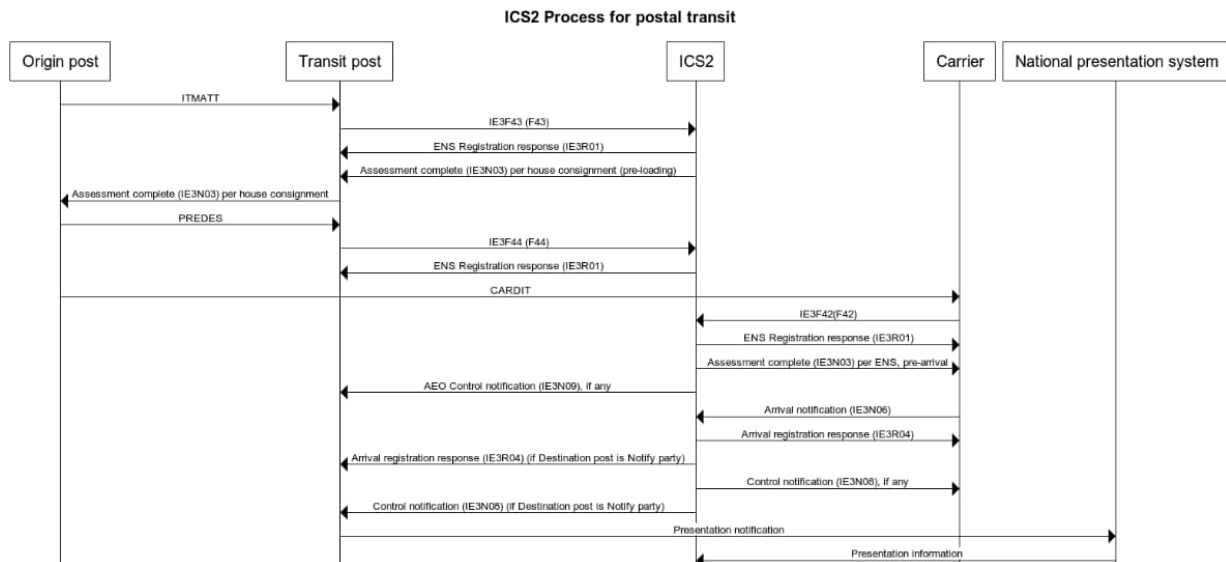 ICS2 Process for postal transit
Origin post
Transit post
ICS2
Carrier
National presentation system
ITMATT
IE3F43 (F43)
ENS Registration response (IE3R01)
Assessment complete (IE3N03) per house consignment (pre-loading)
Assessment complete (IE3N03) per house consignment
PREDES
IE3F44 (F44)
ENS Registration response (IE3R01)
CARDIT
IE3F42(F42)
ENS Registration response (IE3R01)
Assessment complete (IE3N03) per ENS, pre-arrival
AEO Control notification (IE3N09), if any
Arrival notification (IE3N06)
Arrival registration response (IE3R04)
Arrival registration response (IE3R04) (if Destination post is Notify party)
Control notification (IE3N08), if any
Control notification (IE3N08) (if Destination post is Notify party)
Presentation notification
Presentation information